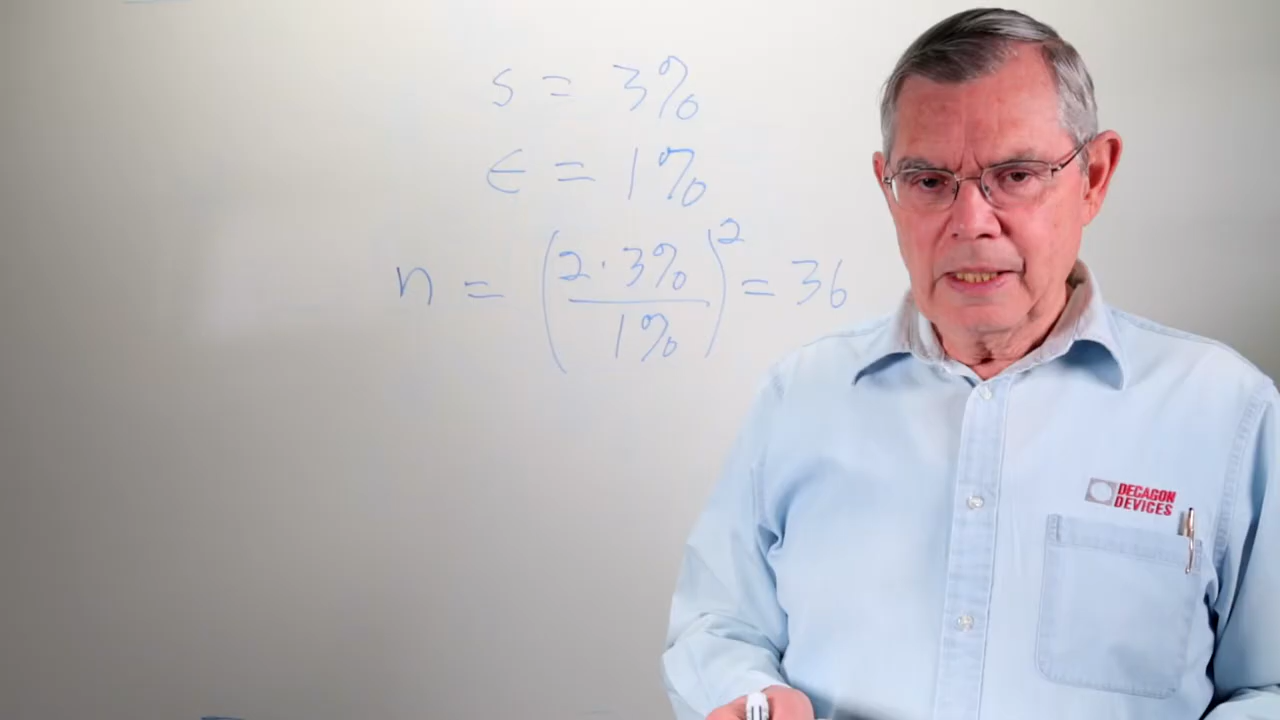 s = 3%
ϵ = 1%
n = (2·3% / 1%)² = 36
DECAGON
DEVICES